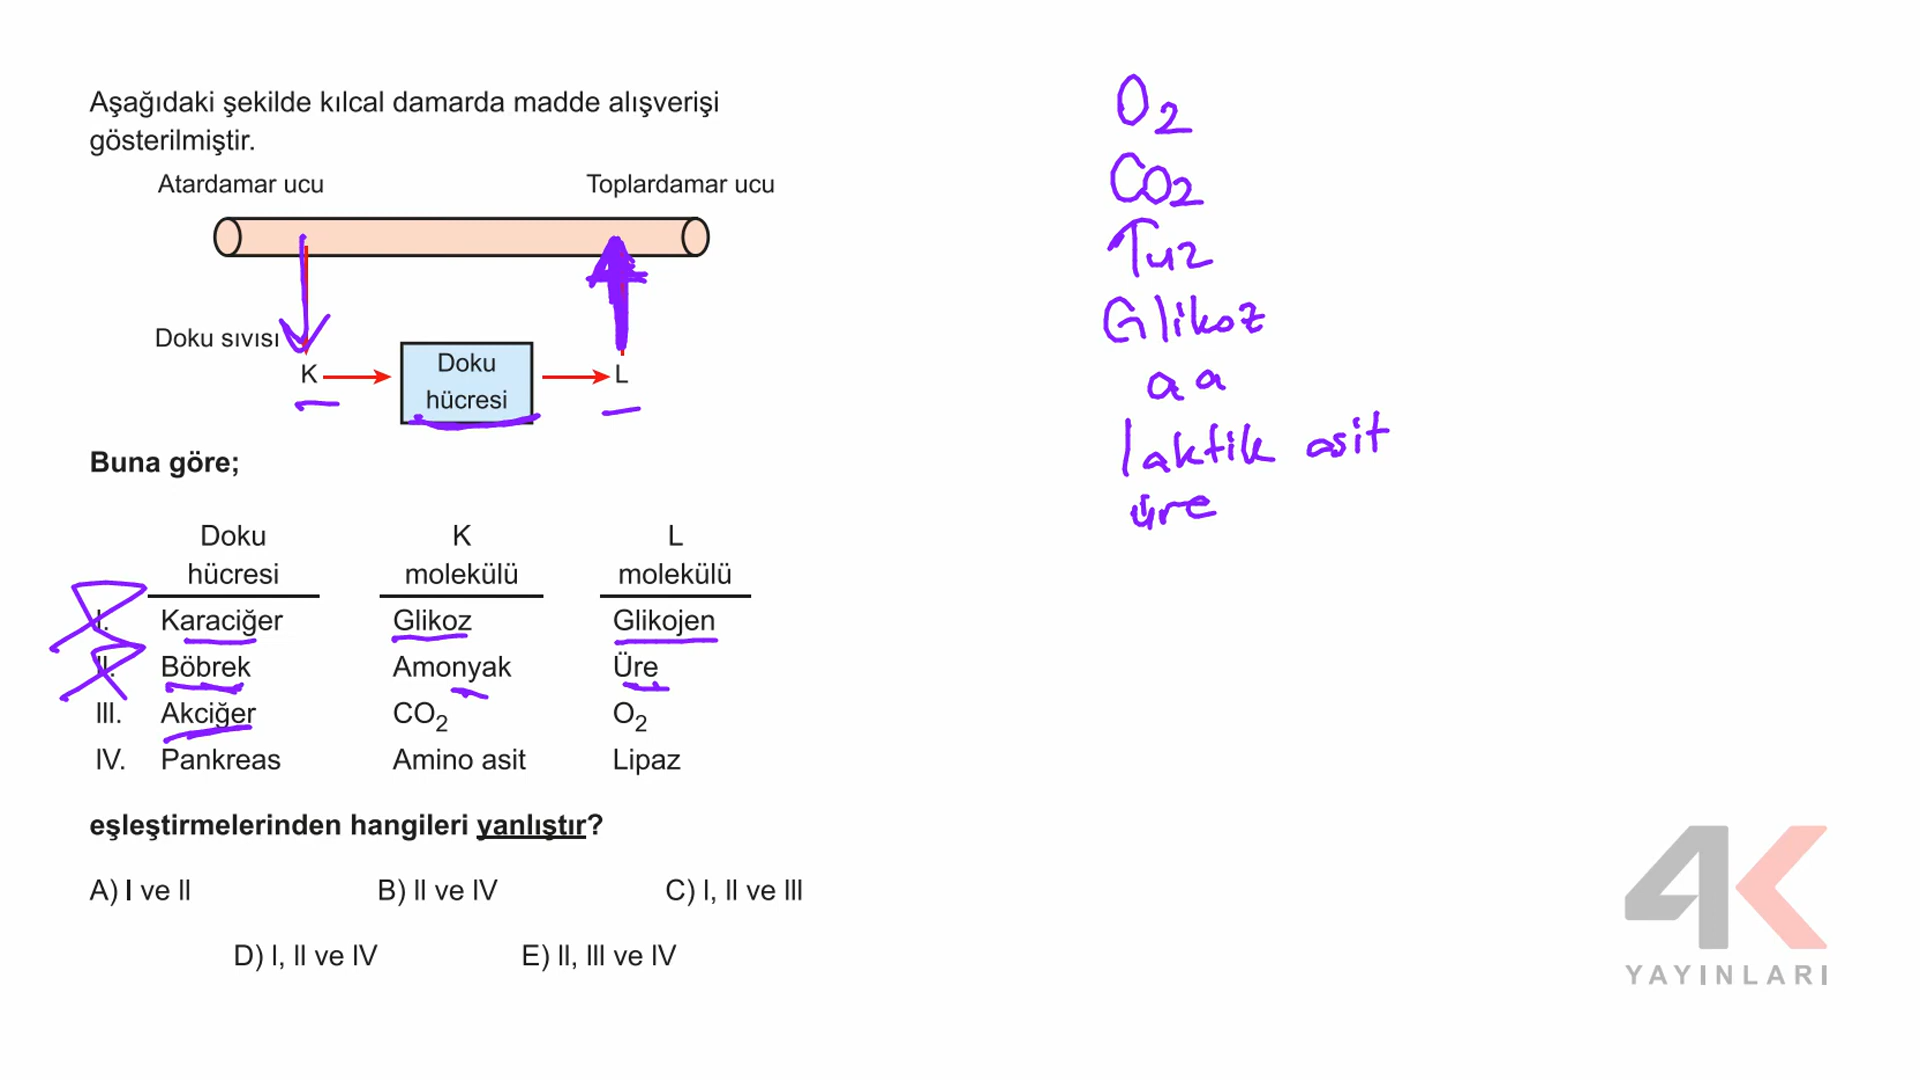 Aşağıdaki şekilde kılcal damarda madde alışverişi
gösterilmiştir.
Atardamar ucu Toplardamar ucu
Doku sıvısı
K Doku hücresi L
Buna göre;
Doku hücresi K molekülü L molekülü
I. Karaciğer Glikoz Glikojen
II. Böbrek Amonyak Üre
III. Akciğer CO₂ O₂
IV. Pankreas Amino asit Lipaz
eşleştirmelerinden hangileri yanlıştır?
A) I ve II B) II ve IV C) I, II ve III
D) I, II ve IV E) II, III ve IV
O₂
CO₂
Tuz
Glikoz
a a
laktik asit
üre
4K
YAYINLARI